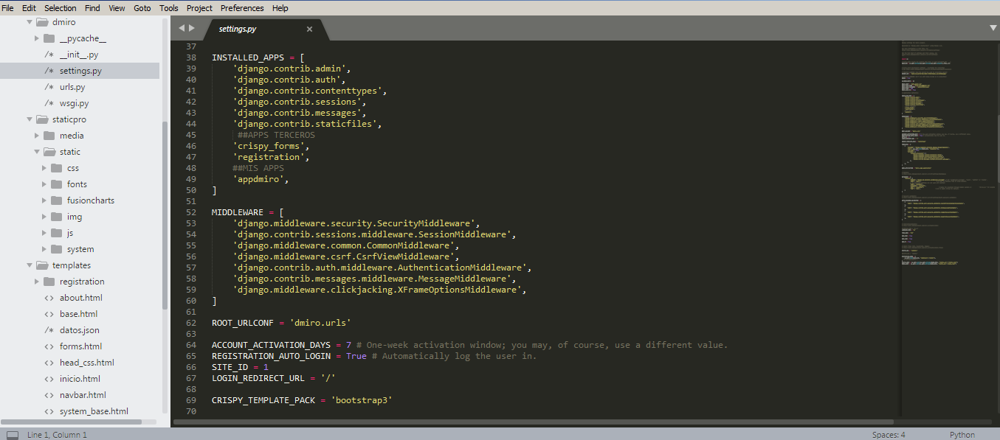 File Edit Selection Find View Goto Tools Project Preferences Help
dmiro
__pycache__
/* __init__.py
/* settings.py
/* urls.py
/* wsgi.py
staticpro
media
static
css
fonts
fusioncharts
img
js
system
templates
registration
<> about.html
<> base.html
/* datos.json
<> forms.html
<> head_css.html
<> inicio.html
<> navbar.html
<> system_base.html
settings.py ×
37
38 INSTALLED_APPS = [
39     'django.contrib.admin',
40     'django.contrib.auth',
41     'django.contrib.contenttypes',
42     'django.contrib.sessions',
43     'django.contrib.messages',
44     'django.contrib.staticfiles',
45      ##APPS TERCEROS
46     'crispy_forms',
47     'registration',
48     ##MIS APPS
49     'appdmiro',
50 ]
51
52 MIDDLEWARE = [
53     'django.middleware.security.SecurityMiddleware',
54     'django.contrib.sessions.middleware.SessionMiddleware',
55     'django.middleware.common.CommonMiddleware',
56     'django.middleware.csrf.CsrfViewMiddleware',
57     'django.contrib.auth.middleware.AuthenticationMiddleware',
58     'django.contrib.messages.middleware.MessageMiddleware',
59     'django.middleware.clickjacking.XFrameOptionsMiddleware',
60 ]
61
62 ROOT_URLCONF = 'dmiro.urls'
63
64 ACCOUNT_ACTIVATION_DAYS = 7 # One-week activation window; you may, of course, use a different value.
65 REGISTRATION_AUTO_LOGIN = True # Automatically log the user in.
66 SITE_ID = 1
67 LOGIN_REDIRECT_URL = '/'
68
69 CRISPY_TEMPLATE_PACK = 'bootstrap3'
70
Line 1, Column 1
Spaces: 4
Python